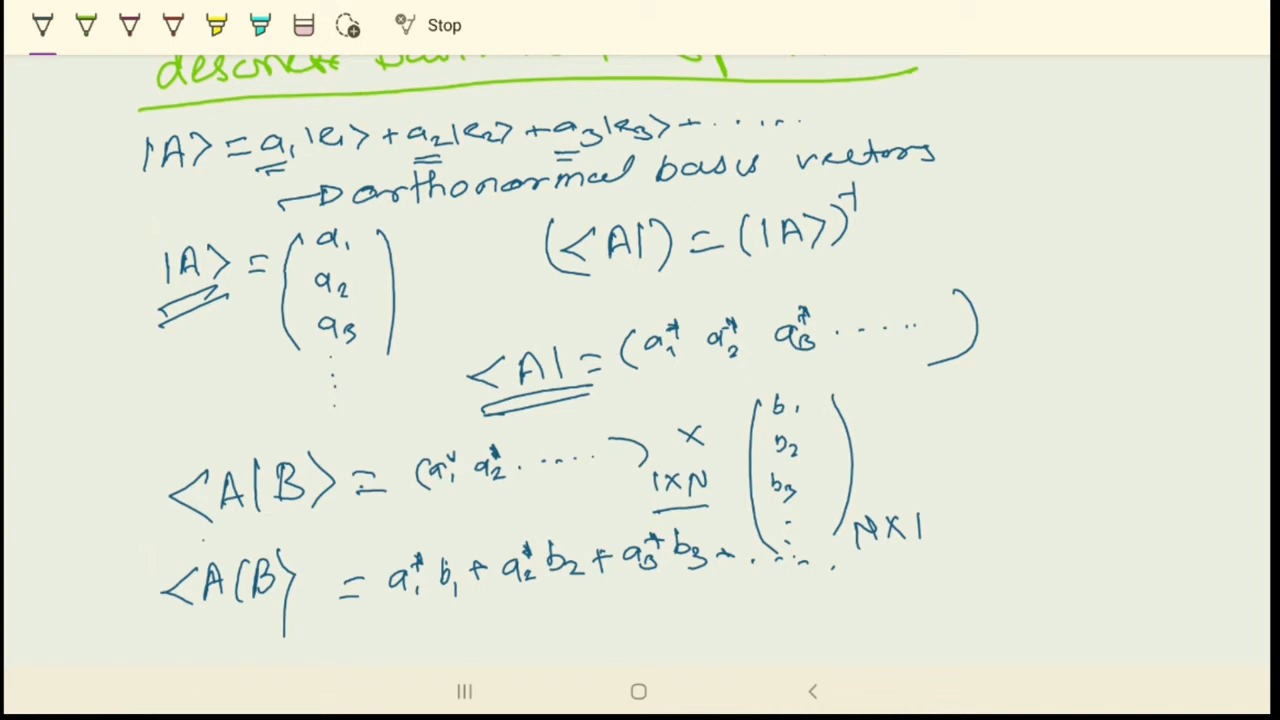 Stop
descrete
|A> = a1|e1> + a2|e2> + a3|e3> + ......
→ orthonormal basis vectors
|A> = ( a1 a2 a3 ⋮
(<A|) = (|A>)†
<A| = (a1* a2* a3* ...... )
<A|B> = (a1* a2* ...... ) 1×N × ( b1 b2 b3 ⋮ ) N×1
<A|B> = a1* b1 + a2* b2 + a3* b3 + ......